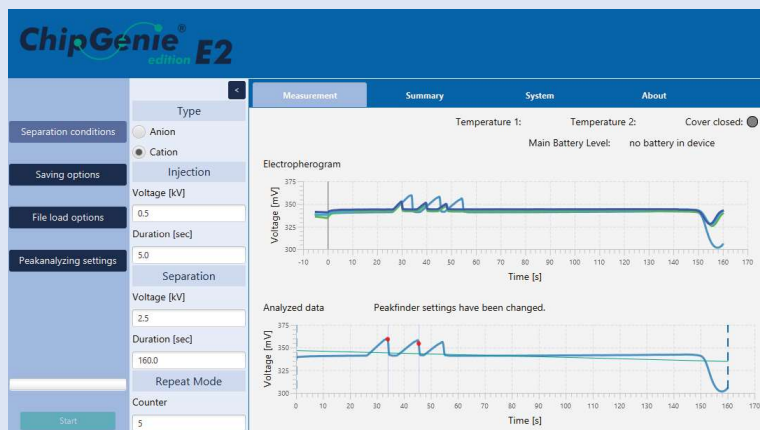 ChipGenie®
edition E2
<
Measurement
Summary
System
About
Type
Anion
Cation
Separation conditions
Saving options
File load options
Peakanalyzing settings
Injection
Voltage [kV]
0.5
Duration [sec]
5.0
Separation
Voltage [kV]
2.5
Duration [sec]
160.0
Repeat Mode
Counter
5
Start
Temperature 1:
Temperature 2:
Cover closed:
Main Battery Level: no battery in device
Electropherogram
Voltage [mV]
375
350
325
300
-10 0 10 20 30 40 50 60 70 80 90 100 110 120 130 140 150 160 170
Time [s]
Analyzed data
Peakfinder settings have been changed.
Voltage [mV]
375
350
325
300
0 10 20 30 40 50 60 70 80 90 100 110 120 130 140 150 160 170
Time [s]